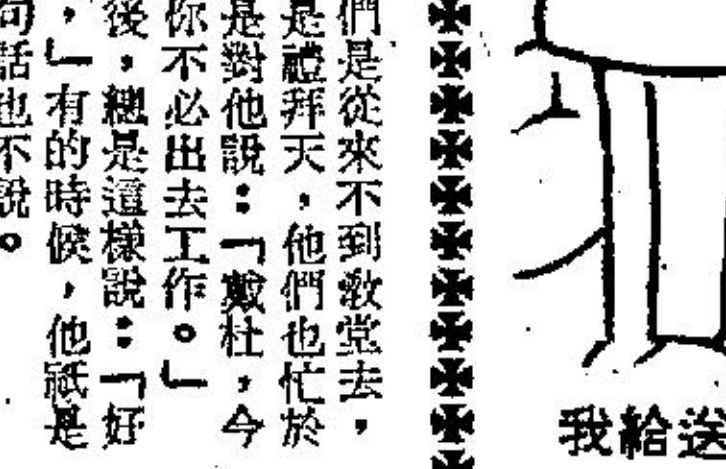 們是從來不到教堂去，
是禮拜天，他們也忙於
是對他說：「戴杜，今
你不必出去工作。」
後，總是這樣說：「好
，」有的時候，他祇是
句話也不說。
我給送